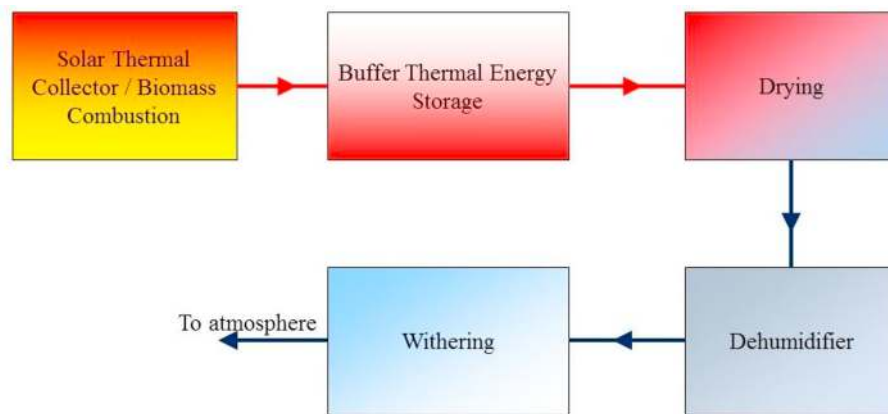 Solar Thermal
Collector / Biomass
Combustion
Buffer Thermal Energy
Storage
Drying
To atmosphere
Withering
Dehumidifier